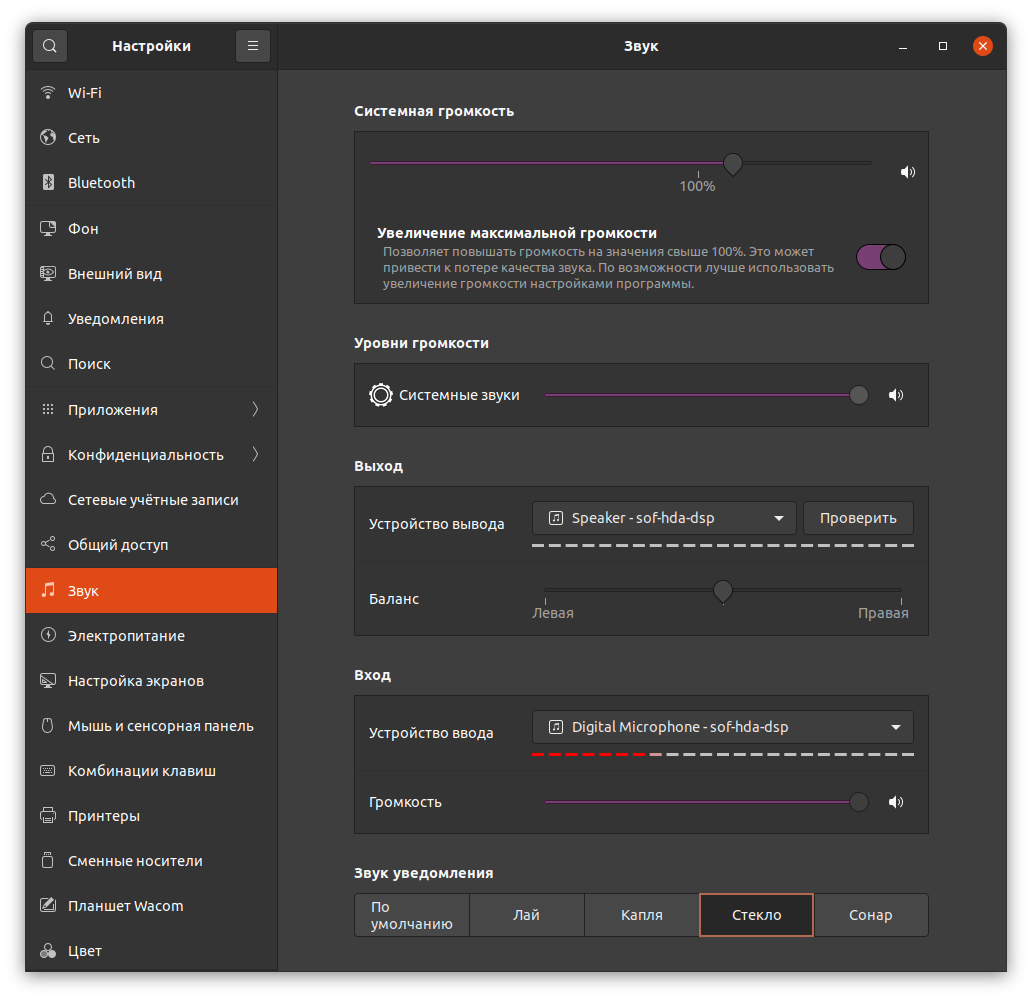 Настройки
Звук
Wi-Fi
Сеть
Bluetooth
Фон
Внешний вид
Уведомления
Поиск
Приложения
Конфиденциальность
Сетевые учётные записи
Общий доступ
Звук
Электропитание
Настройка экранов
Мышь и сенсорная панель
Комбинации клавиш
Принтеры
Сменные носители
Планшет Wacom
Цвет
Системная громкость
100%
Увеличение максимальной громкости
Позволяет повышать громкость на значения свыше 100%. Это может
привести к потере качества звука. По возможности лучше использовать
увеличение громкости настройками программы.
Уровни громкости
Системные звуки
Выход
Устройство вывода
Speaker - sof-hda-dsp
Проверить
Баланс
Левая
Правая
Вход
Устройство ввода
Digital Microphone - sof-hda-dsp
Громкость
Звук уведомления
По
умолчанию
Лай
Капля
Стекло
Сонар